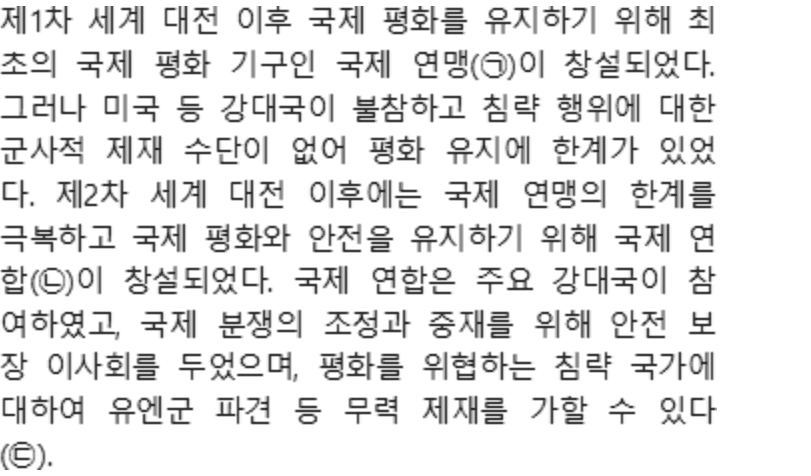 제1차 세계 대전 이후 국제 평화를 유지하기 위해 최
초의 국제 평화 기구인 국제 연맹(㉠)이 창설되었다.
그러나 미국 등 강대국이 불참하고 침략 행위에 대한
군사적 제재 수단이 없어 평화 유지에 한계가 있었
다. 제2차 세계 대전 이후에는 국제 연맹의 한계를
극복하고 국제 평화와 안전을 유지하기 위해 국제 연
합(㉡)이 창설되었다. 국제 연합은 주요 강대국이 참
여하였고, 국제 분쟁의 조정과 중재를 위해 안전 보
장 이사회를 두었으며, 평화를 위협하는 침략 국가에
대하여 유엔군 파견 등 무력 제재를 가할 수 있다
(㉢).